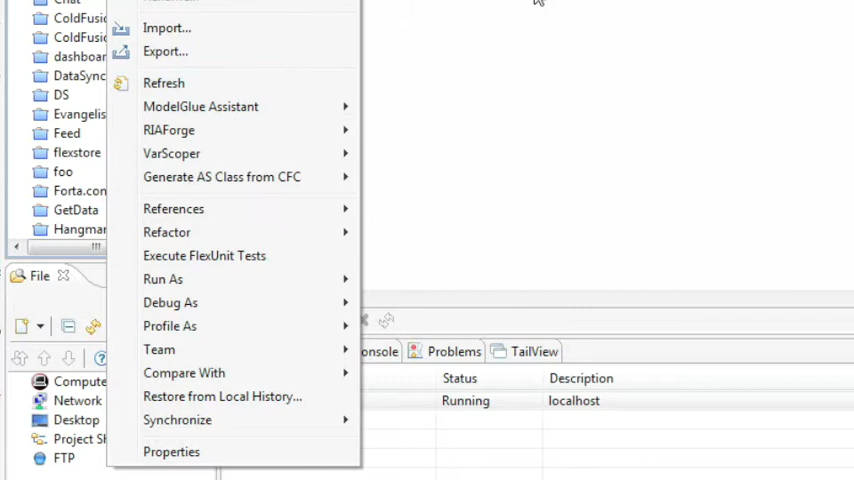 Chat
ColdFusio
ColdFusio
dashboar
DataSync
DS
Evangelis
Feed
flexstore
foo
Forta.con
GetData
Hangmar
Import...
Export...
Refresh
ModelGlue Assistant
RIAForge
VarScoper
Generate AS Class from CFC
References
Refactor
Execute FlexUnit Tests
Run As
Debug As
Profile As
Team
Compare With
Restore from Local History...
Synchronize
Properties
File
Compute
Network
Desktop
Project Sh
FTP
onsole
Problems
TailView
Status
Description
Running
localhost